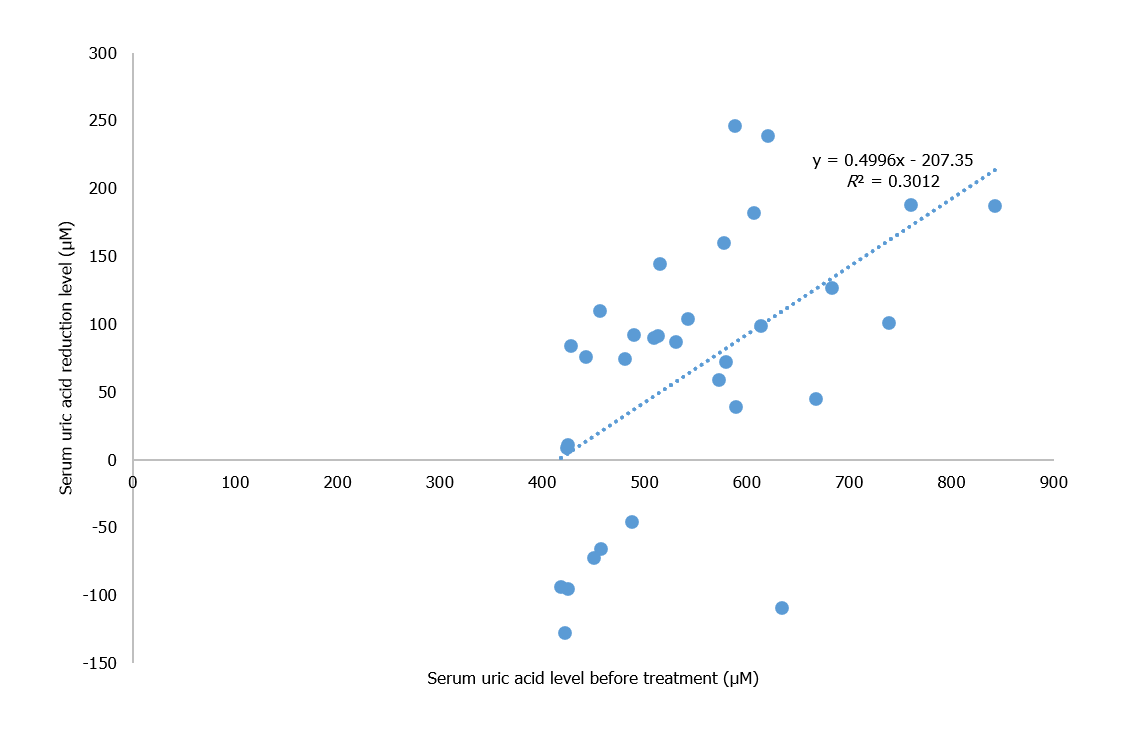 300
250
200
150
100
50
0
-50
-100
-150
Serum uric acid reduction level (µM)
y = 0.4996x - 207.35
R² = 0.3012
0 100 200 300 400 500 600 700 800 900
Serum uric acid level before treatment (µM)